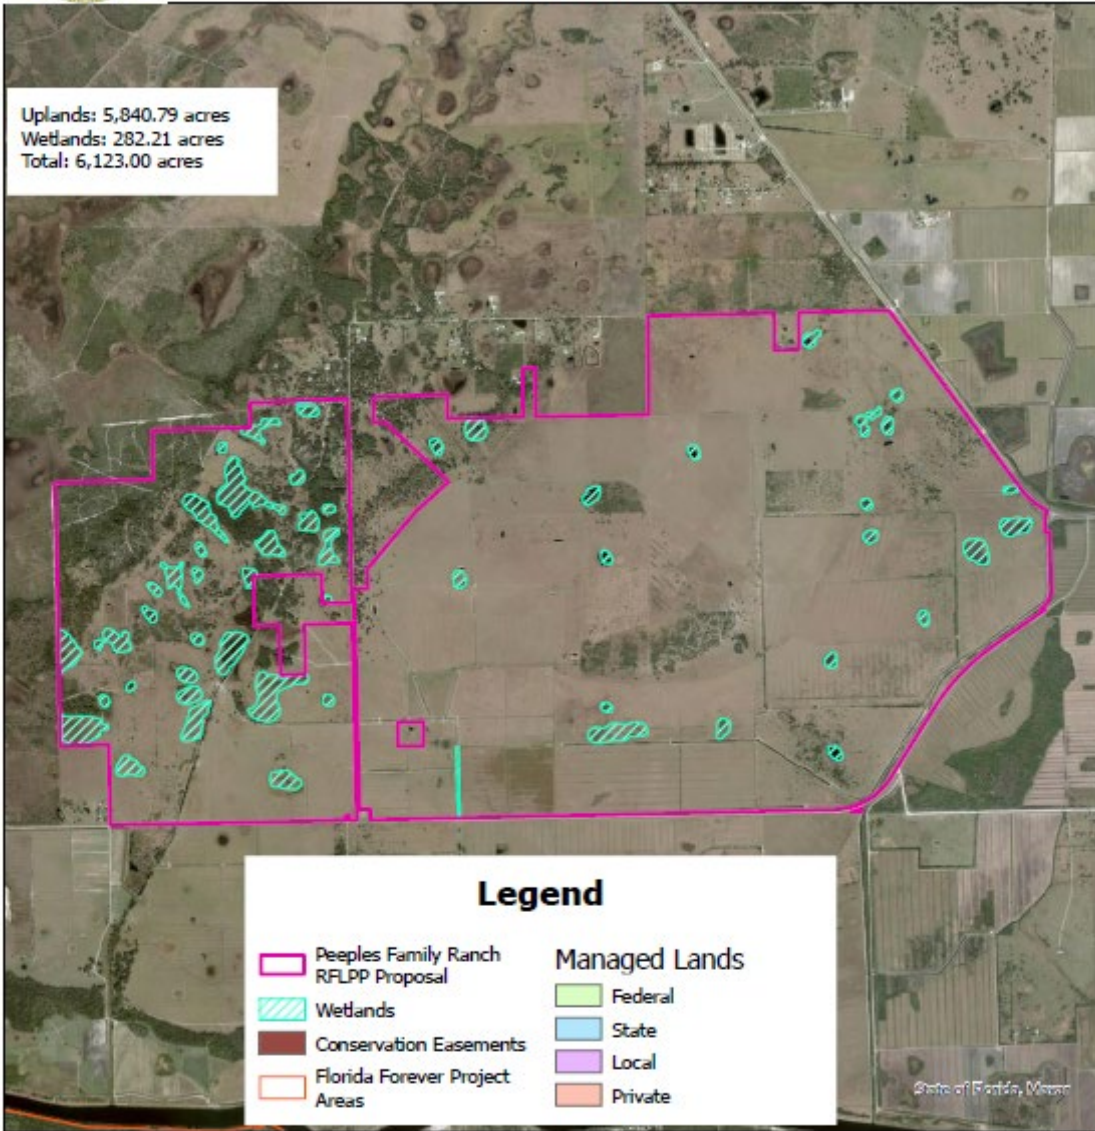 Uplands: 5,840.79 acres
Wetlands: 282.21 acres
Total: 6,123.00 acres
Legend
Peeples Family Ranch
RFLPP Proposal
Wetlands
Conservation Easements
Florida Forever Project
Areas
Managed Lands
Federal
State
Local
Private
State of Florida, Maxar